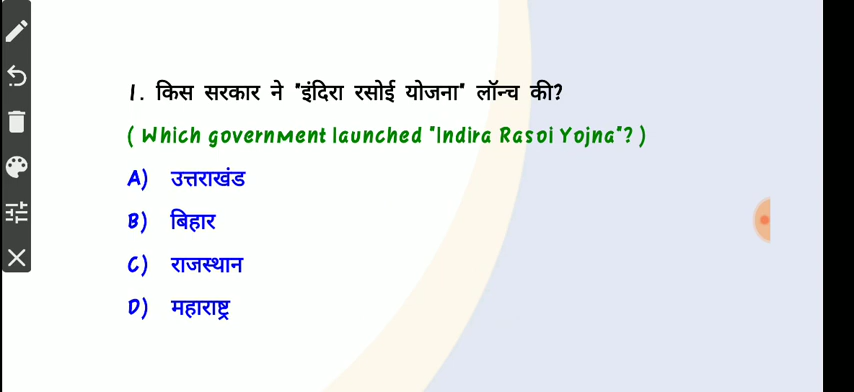 1. किस सरकार ने "इंदिरा रसोई योजना" लॉन्च की?
( Which government launched "Indira Rasoi Yojna"? )
A) उत्तराखंड
B) बिहार
C) राजस्थान
D) महाराष्ट्र